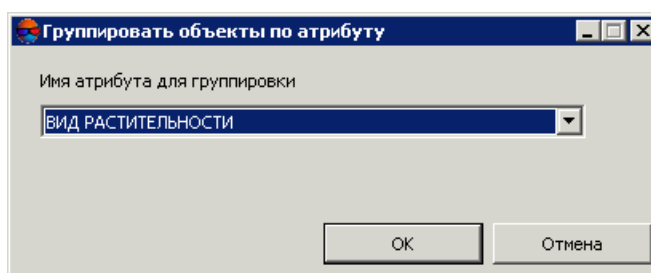 Группировать объекты по атрибуту
Имя атрибута для группировки
ВИД РАСТИТЕЛЬНОСТИ
OK
Отмена